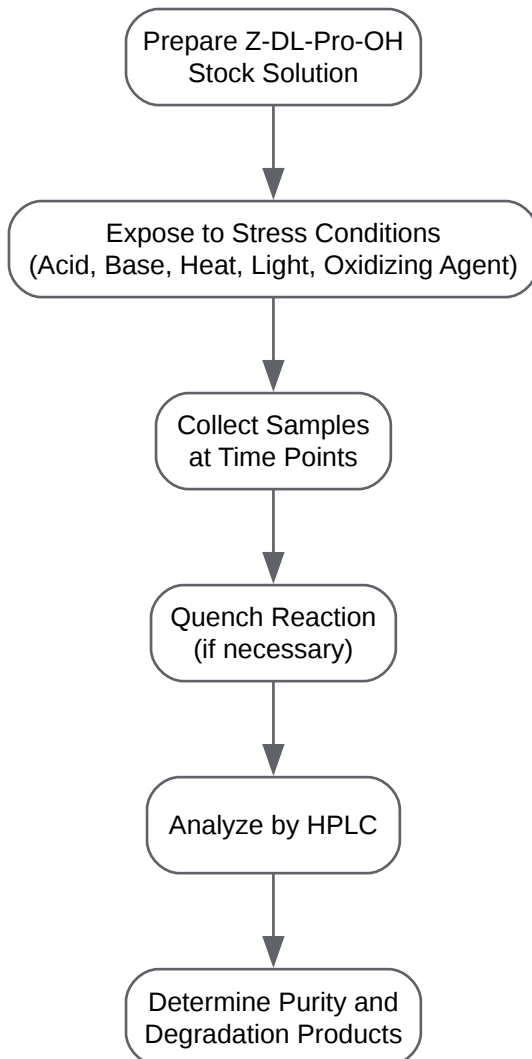 Prepare Z-DL-Pro-OH
Stock Solution
Expose to Stress Conditions
(Acid, Base, Heat, Light, Oxidizing Agent)
Collect Samples
at Time Points
Quench Reaction
(if necessary)
Analyze by HPLC
Determine Purity and
Degradation Products